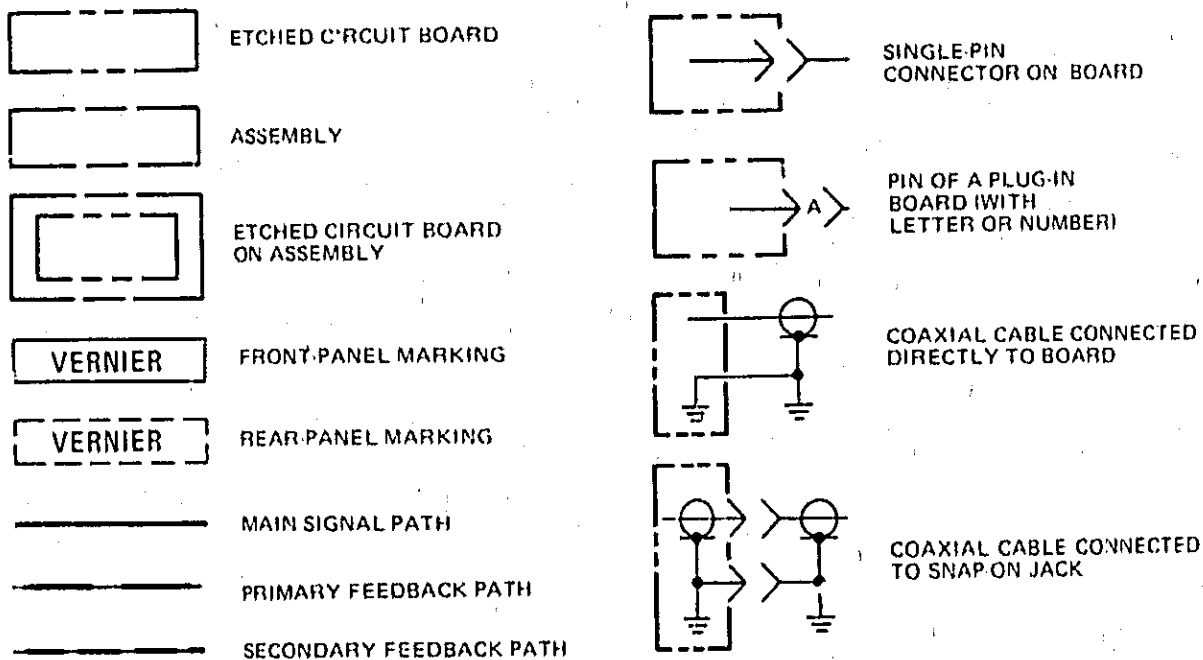 ETCHED CIRCUIT BOARD
ASSEMBLY
ETCHED CIRCUIT BOARD
ON ASSEMBLY
VERNIER
FRONT-PANEL MARKING
VERNIER
REAR-PANEL MARKING
MAIN SIGNAL PATH
PRIMARY FEEDBACK PATH
SECONDARY FEEDBACK PATH
SINGLE-PIN
CONNECTOR ON BOARD
A
PIN OF A PLUG-IN
BOARD (WITH
LETTER OR NUMBER)
COAXIAL CABLE CONNECTED
DIRECTLY TO BOARD
COAXIAL CABLE CONNECTED
TO SNAP-ON JACK